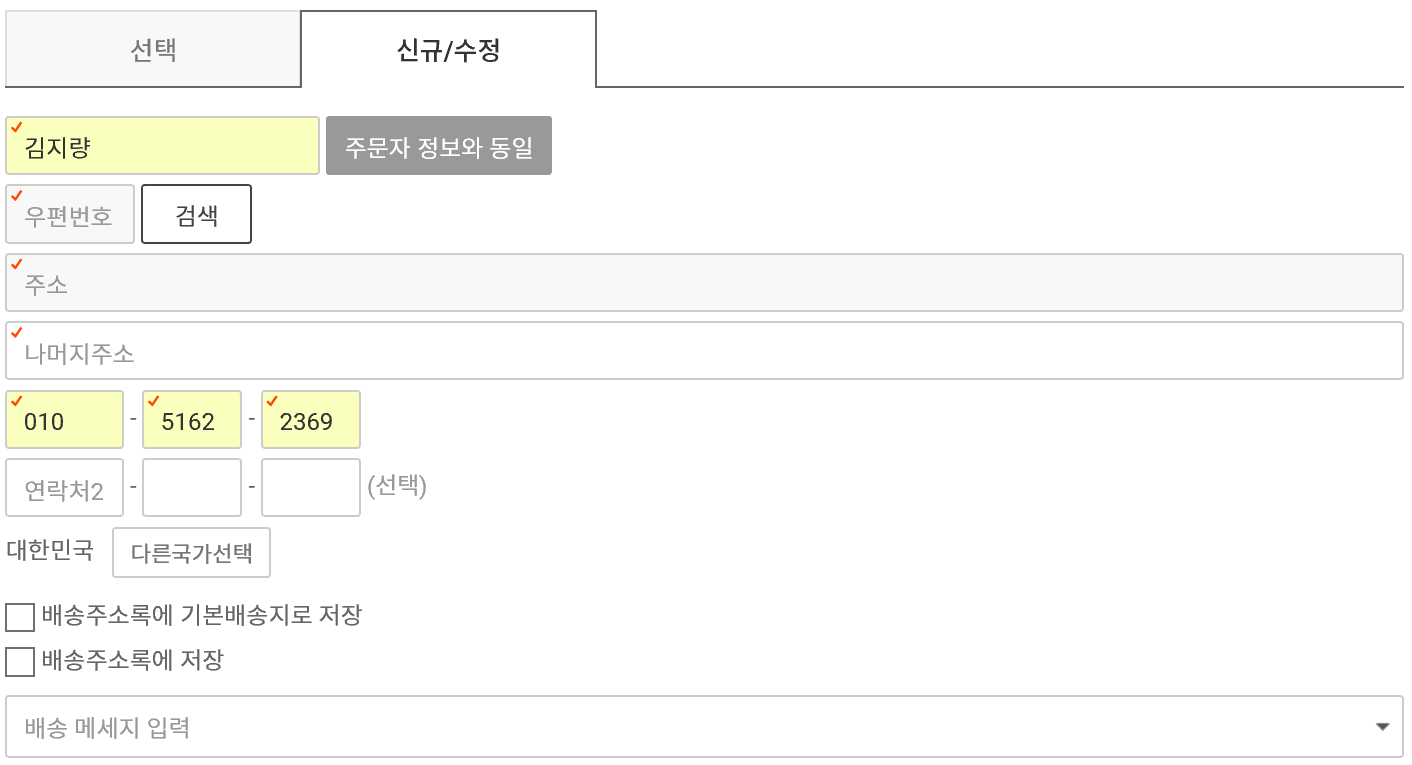 선택 신규/수정
김지량 주문자 정보와 동일
우편번호 검색
주소
나머지주소
010 - 5162 - 2369
연락처2 - - (선택)
대한민국 다른국가선택
배송주소록에 기본배송지로 저장
배송주소록에 저장
배송 메세지 입력